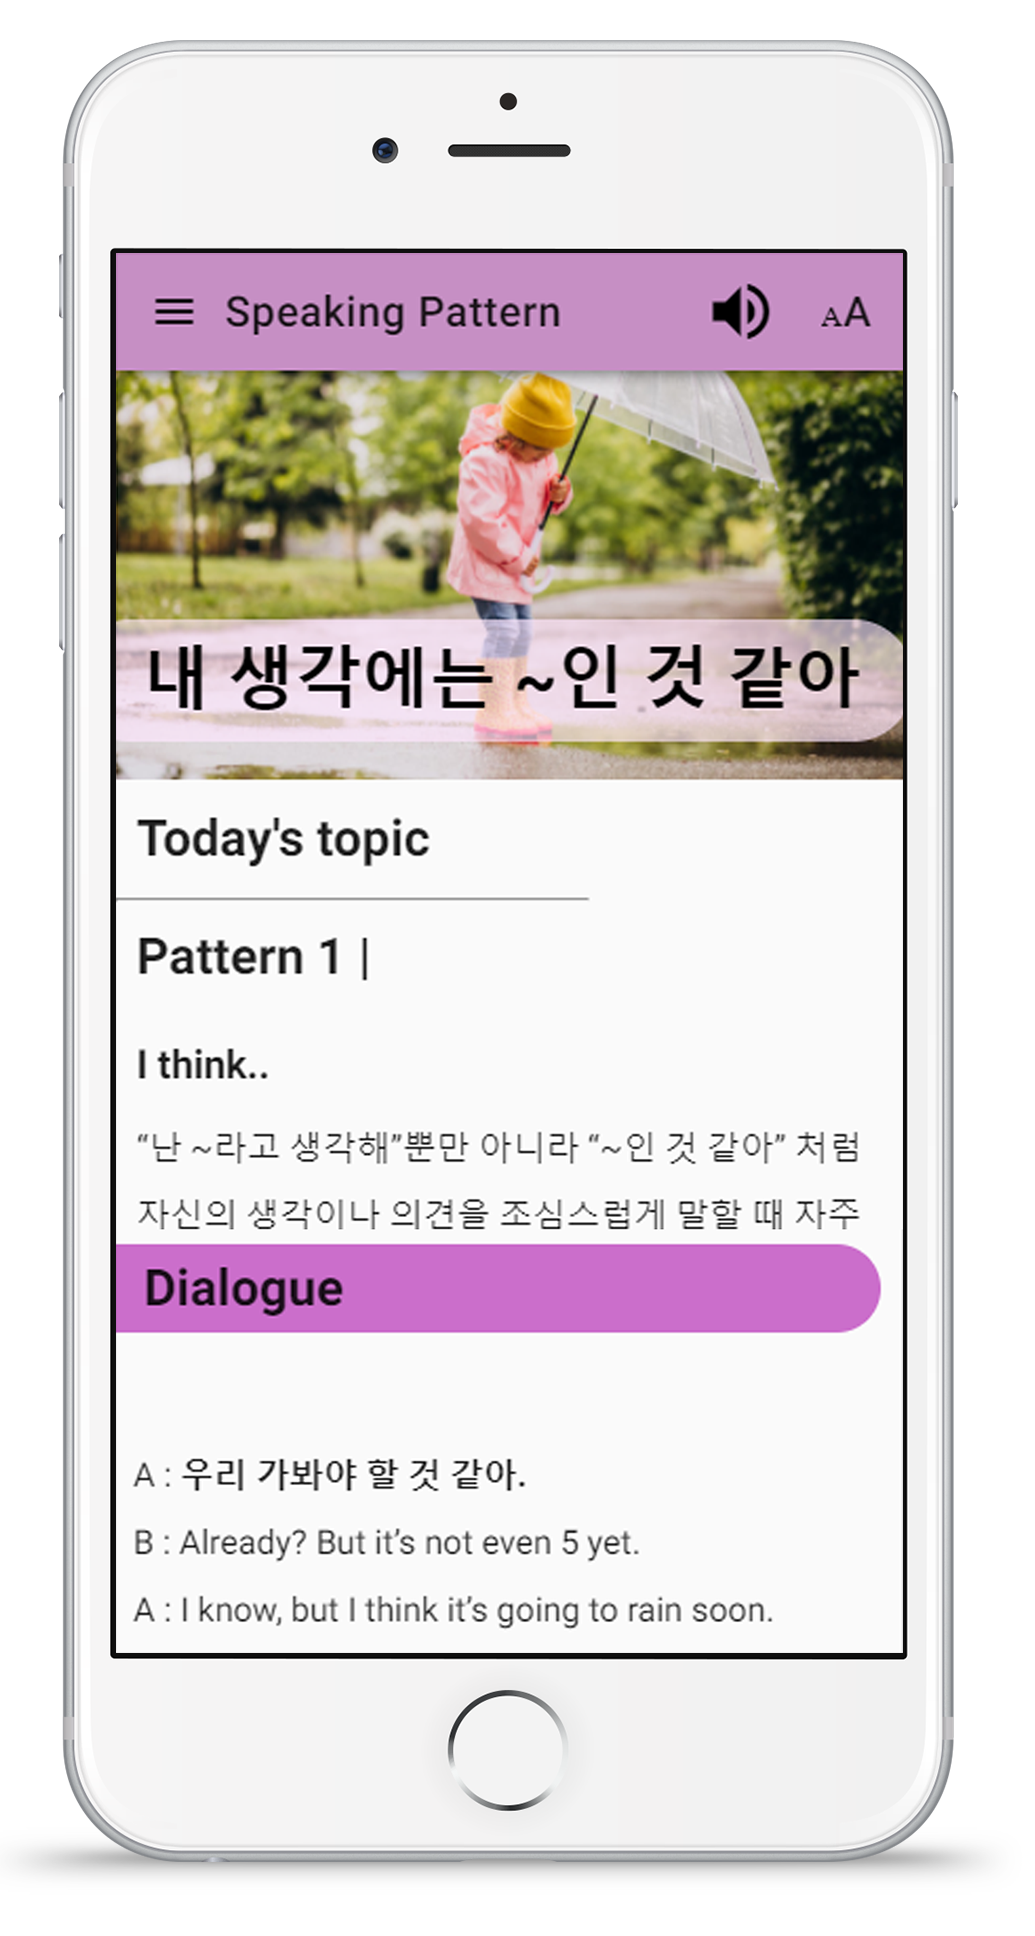 Speaking Pattern
AA
내 생각에는 ~인 것 같아
Today's topic
Pattern 1 |
I think..
“난 ~라고 생각해”뿐만 아니라 “~인 것 같아” 처럼
자신의 생각이나 의견을 조심스럽게 말할 때 자주
Dialogue
A : 우리 가봐야 할 것 같아.
B : Already? But it’s not even 5 yet.
A : I know, but I think it’s going to rain soon.